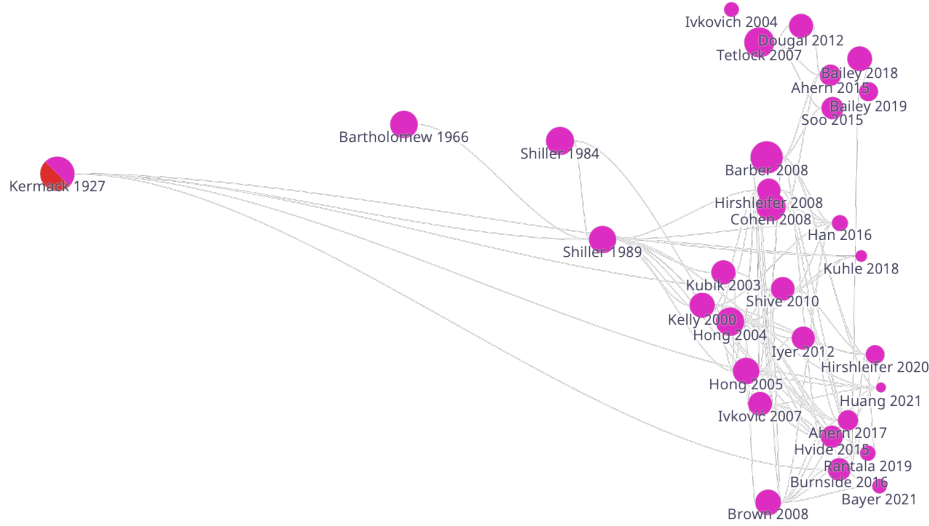 Ivkovich 2004
Dougal 2012
Tetlock 2007
Bailey 2018
Ahern 2015
Bailey 2019
Soo 2015
Bartholomew 1966
Shiller 1984
Barber 2008
Kermack 1927
Hirshleifer 2008
Cohen 2008
Han 2016
Shiller 1989
Kuhle 2018
Kubik 2003
Shive 2010
Kelly 2000
Hong 2004
Iyer 2012
Hirshleifer 2020
Hong 2005
Huang 2021
Ivkovic 2007
Ahern 2017
Hvide 2015
Rantala 2019
Burnside 2016
Bayer 2021
Brown 2008